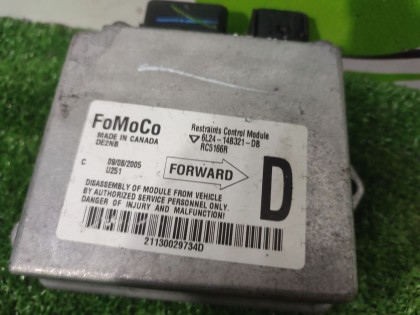 FoMoCo
MADE IN CANADA
DE2NB
Restraints Control Module
6L24-14B321-DB
RC5166R
C 09/08/2005
U251
FORWARD
D
DISASSEMBLY OF MODULE FROM VEHICLE
BY AUTHORIZED SERVICE PERSONNEL ONLY.
DANGER OF INJURY AND MALFUNCTION!
21130029734D